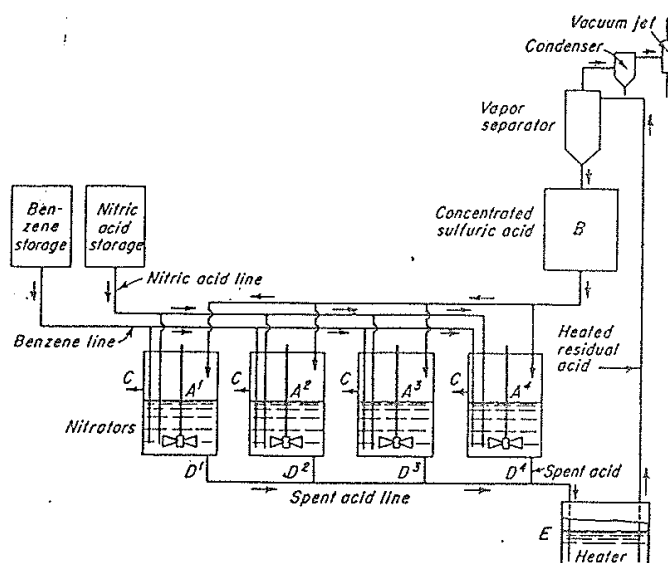 Vacuum jet
Condenser
Vapor
separator
Ben-
zene
storage
Nitric
acid
storage
Concentrated
sulfuric acid
B
Nitric acid line
Benzene line
Heated
residual
acid
C
A¹
C
A²
C
A³
C
A⁴
Nitrators
D¹
D²
D³
D⁴
Spent acid
Spent acid line
E
Heater